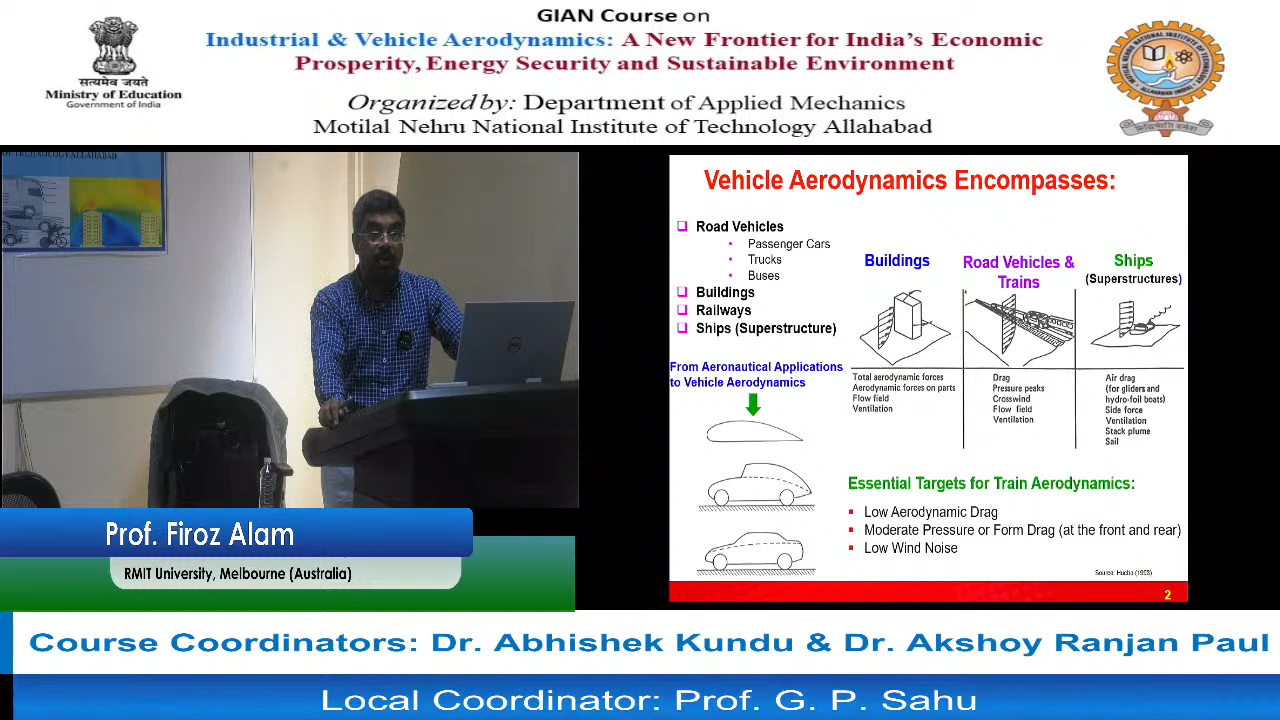 GIAN Course on
Industrial & Vehicle Aerodynamics: A New Frontier for India's Economic
Prosperity, Energy Security and Sustainable Environment
Organized by: Department of Applied Mechanics
Motilal Nehru National Institute of Technology Allahabad
सत्यमेव जयते
Ministry of Education
Government of India
OF TECHNOLOGY ALLAHABAD
Vehicle Aerodynamics Encompasses:
Road Vehicles
Passenger Cars
Trucks
Buses
Buildings
Railways
Ships (Superstructure)
From Aeronautical Applications
to Vehicle Aerodynamics
Buildings
Road Vehicles &
Trains
Ships
(Superstructures)
Total aerodynamic forces
Aerodynamic forces on parts
Flow field
Ventilation
Drag
Pressure peaks
Crosswind
Flow field
Ventilation
Air drag
(for gliders and
hydro-foil boats)
Side force
Ventilation
Stack plume
Sail
Essential Targets for Train Aerodynamics:
Low Aerodynamic Drag
Moderate Pressure or Form Drag (at the front and rear)
Low Wind Noise
Source: Hucho (1998)
2
Prof. Firoz Alam
RMIT University, Melbourne (Australia)
Course Coordinators: Dr. Abhishek Kundu & Dr. Akshoy Ranjan Paul
Local Coordinator: Prof. G. P. Sahu